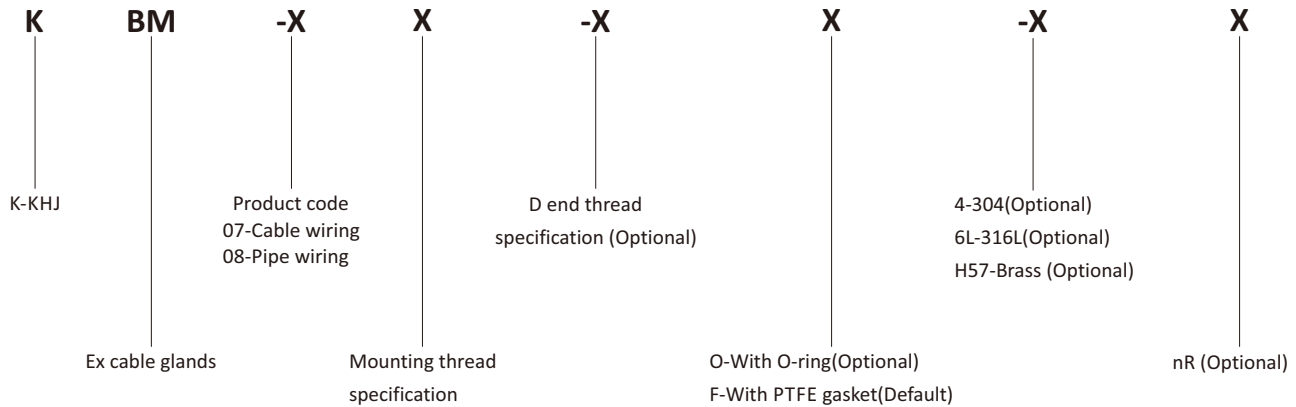 K BM -X X -X X -X X
K-KHJ
Product code
07-Cable wiring
08-Pipe wiring
D end thread
specification (Optional)
4-304(Optional)
6L-316L(Optional)
H57-Brass (Optional)
Ex cable glands
Mounting thread
specification
O-With O-ring(Optional)
F-With PTFE gasket(Default)
nR (Optional)